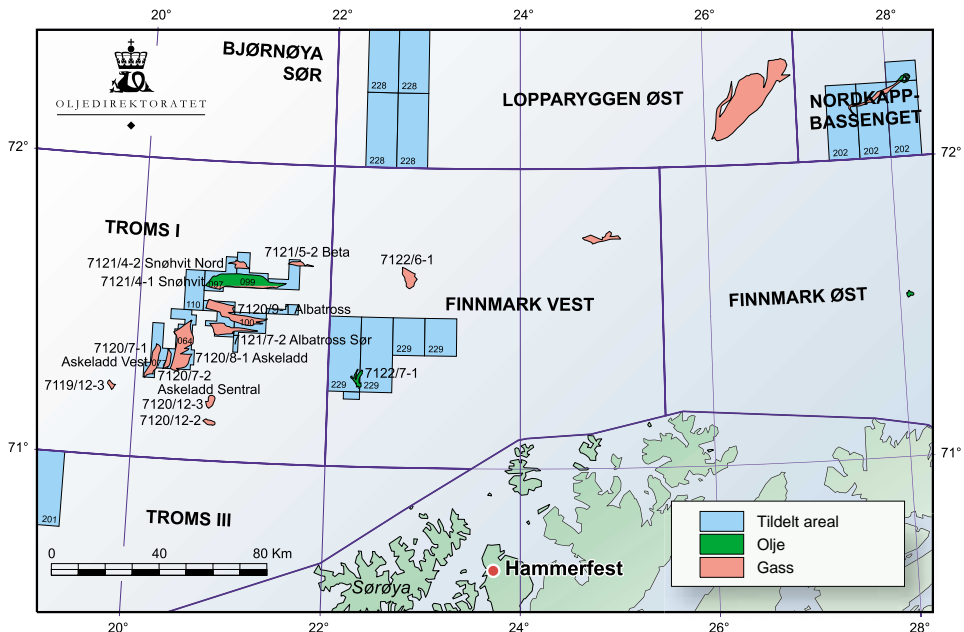 20°
22°
24°
26°
28°
BJØRNØYA
SØR
OLJEDIREKTORATET
228
228
228
228
LOPPARYGGEN ØST
NORDKAPP-
BASSENGET
202
202
202
72°
72°
TROMS I
7121/5-2 Beta
7121/4-2 Snøhvit Nord
7121/4-1 Snøhvit
097
099
110
7122/6-1
7120/9-1 Albatross
100
FINNMARK VEST
FINNMARK ØST
7121/7-2 Albatross Sør
064
7120/7-1
Askeladd Vest
077
7120/8-1 Askeladd
7120/7-2
Askeladd Sentral
7119/12-3
7120/12-3
7120/12-2
229
229
7122/7-1
229
229
71°
71°
201
TROMS III
0
40
80 Km
Sørøya
Hammerfest
Tildelt areal
Olje
Gass
20°
22°
24°
26°
28°